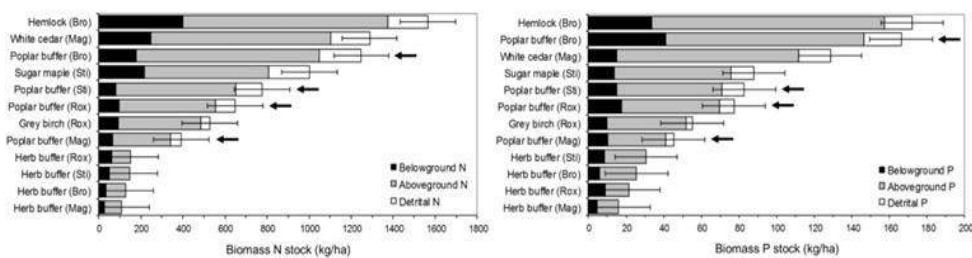 Hemlock (Bro)
White cedar (Mag)
Poplar buffer (Bro)
Sugar maple (Sti)
Poplar buffer (Sti)
Poplar buffer (Rox)
Grey birch (Rox)
Poplar buffer (Mag)
Herb buffer (Rox)
Herb buffer (Sti)
Herb buffer (Bro)
Herb buffer (Mag)
Belowground N
Aboveground N
Detrital N
0 200 400 600 800 1000 1200 1400 1600 1800
Biomass N stock (kg/ha)
Hemlock (Bro)
Poplar buffer (Bro)
White cedar (Mag)
Sugar maple (Sti)
Poplar buffer (Sti)
Poplar buffer (Rox)
Grey birch (Rox)
Poplar buffer (Mag)
Herb buffer (Sti)
Herb buffer (Bro)
Herb buffer (Rox)
Herb buffer (Mag)
Belowground P
Aboveground P
Detrital P
0 20 40 60 80 100 120 140 160 180 200
Biomass P stock (kg/ha)